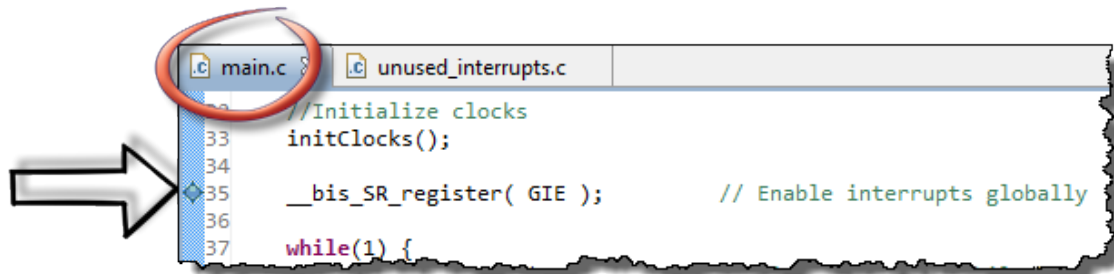 main.c unused_interrupts.c
//Initialize clocks
33 initClocks();
34
35 __bis_SR_register( GIE ); // Enable interrupts globally
36
37 while(1) {